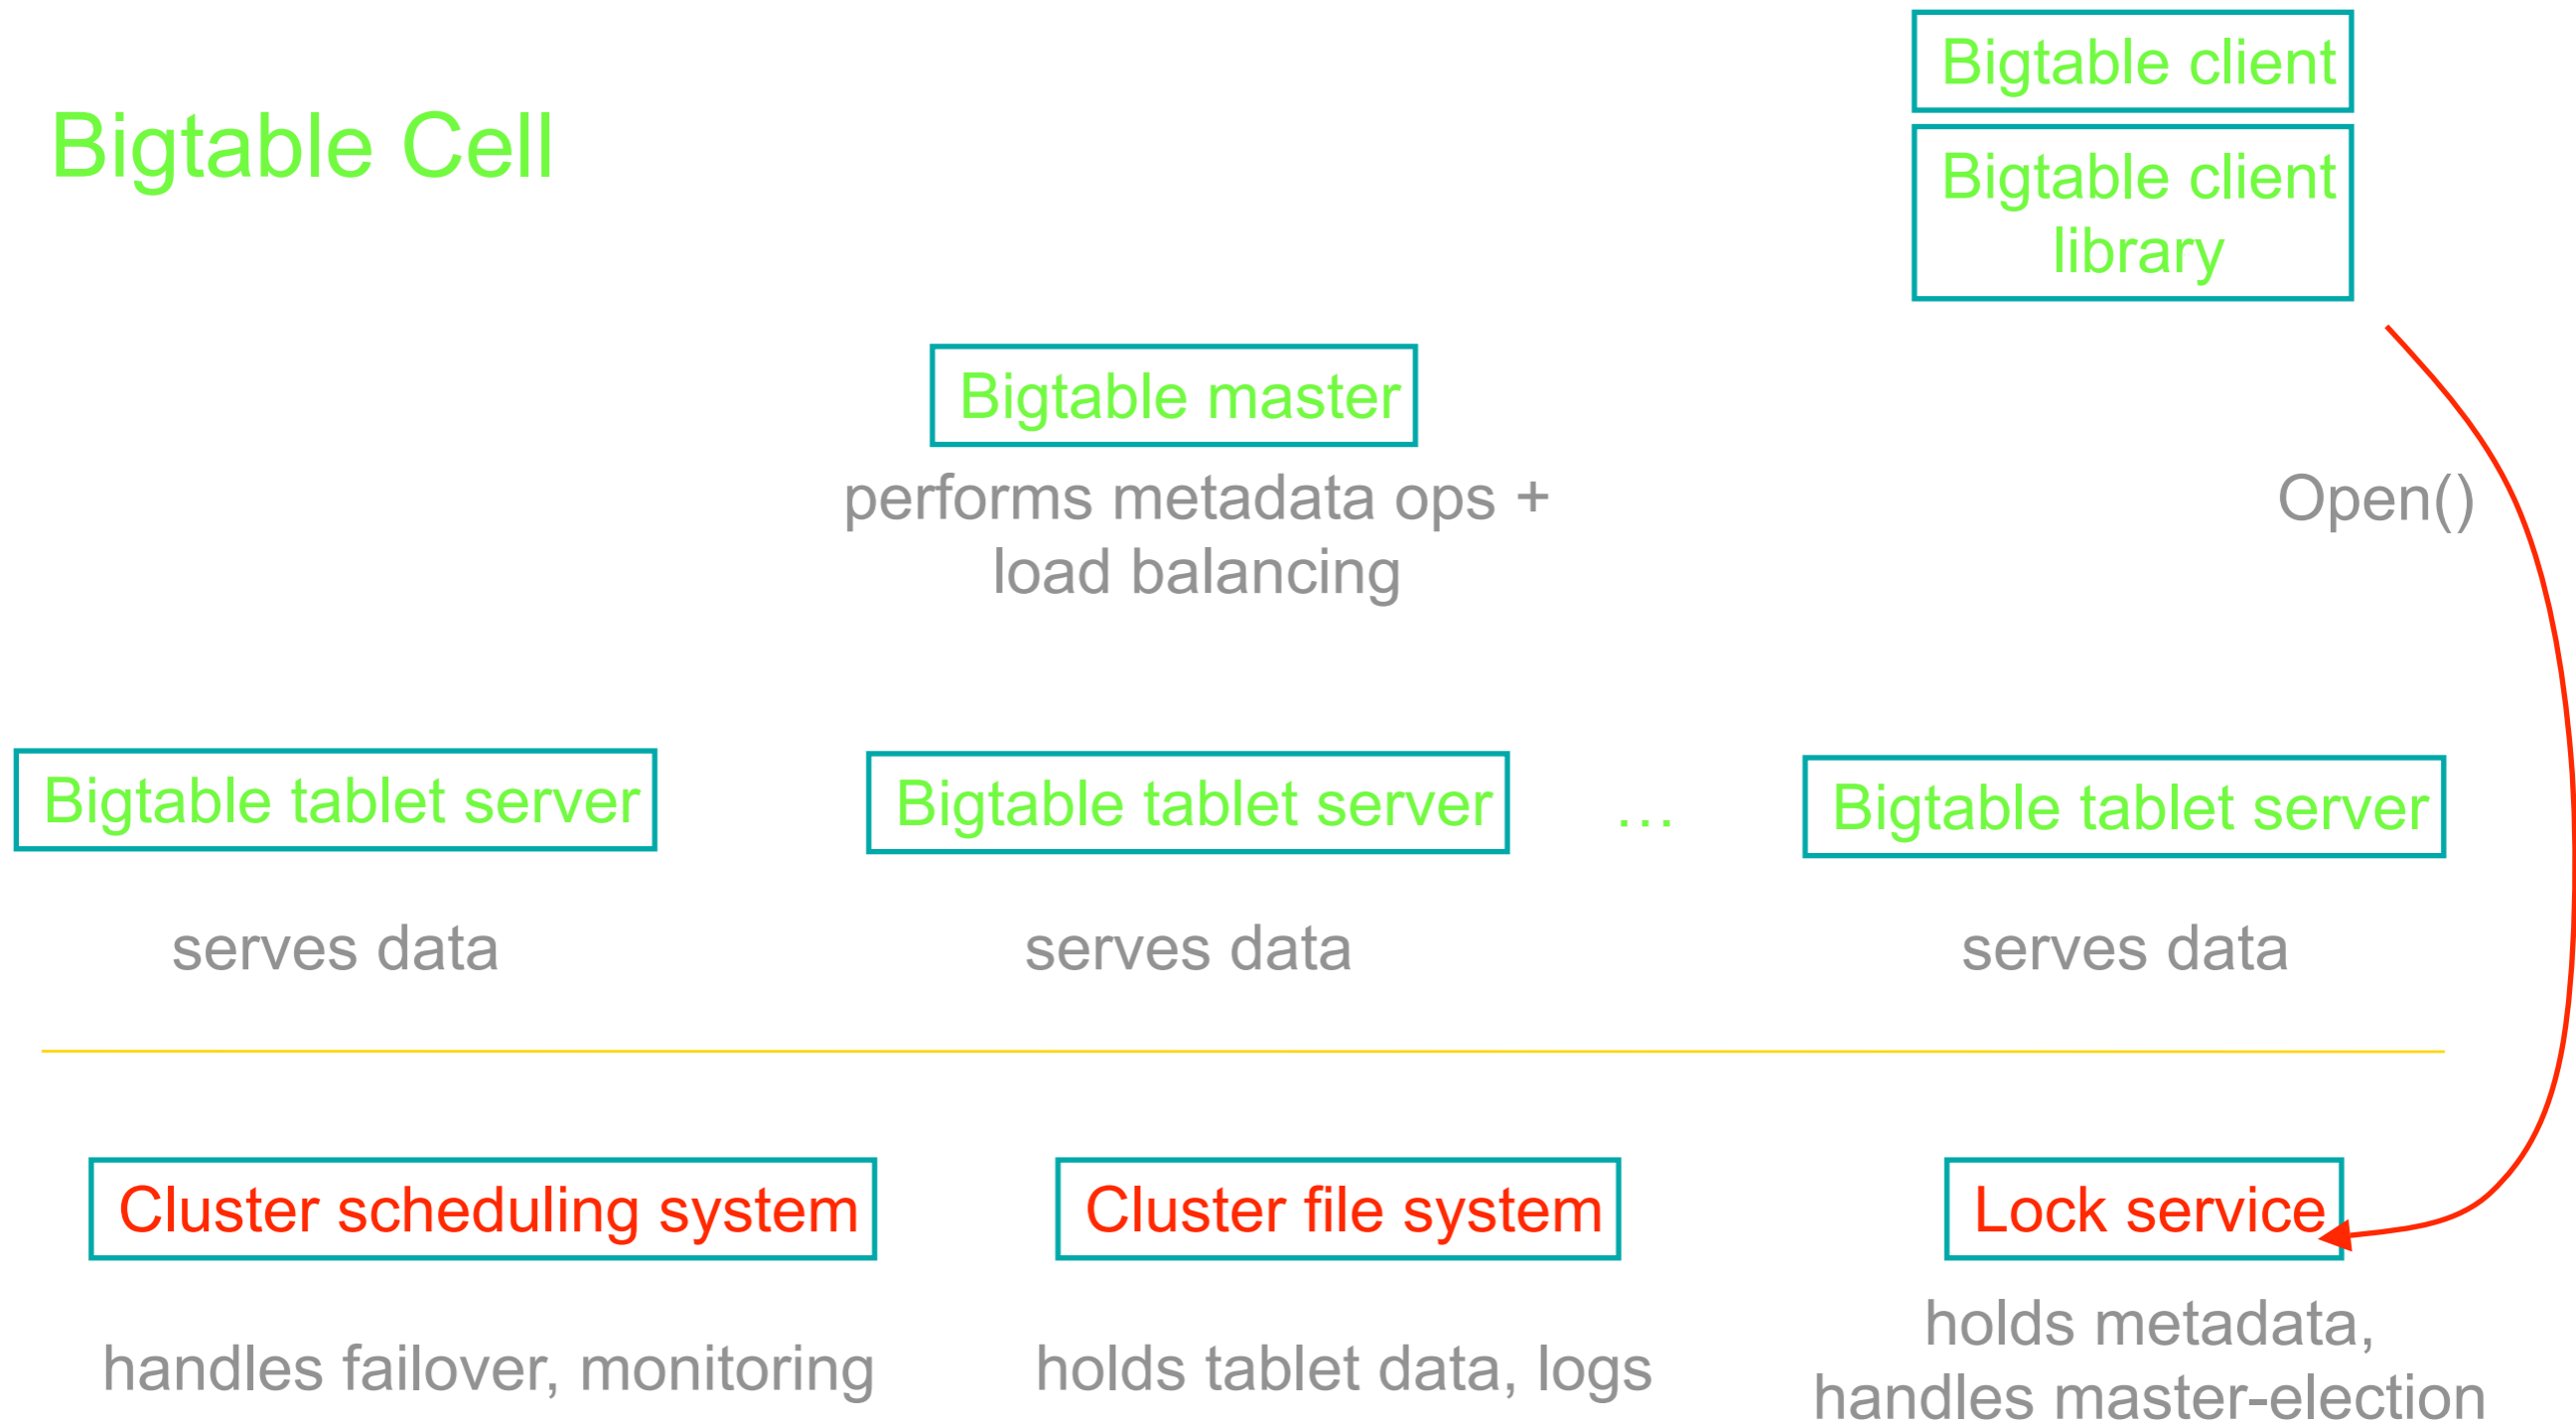 Bigtable Cell
Bigtable client
Bigtable client
library
Bigtable master
performs metadata ops +
load balancing
Open()
Bigtable tablet server
Bigtable tablet server
…
Bigtable tablet server
serves data
serves data
serves data
Cluster scheduling system
Cluster file system
Lock service
handles failover, monitoring
holds tablet data, logs
holds metadata,
handles master-election